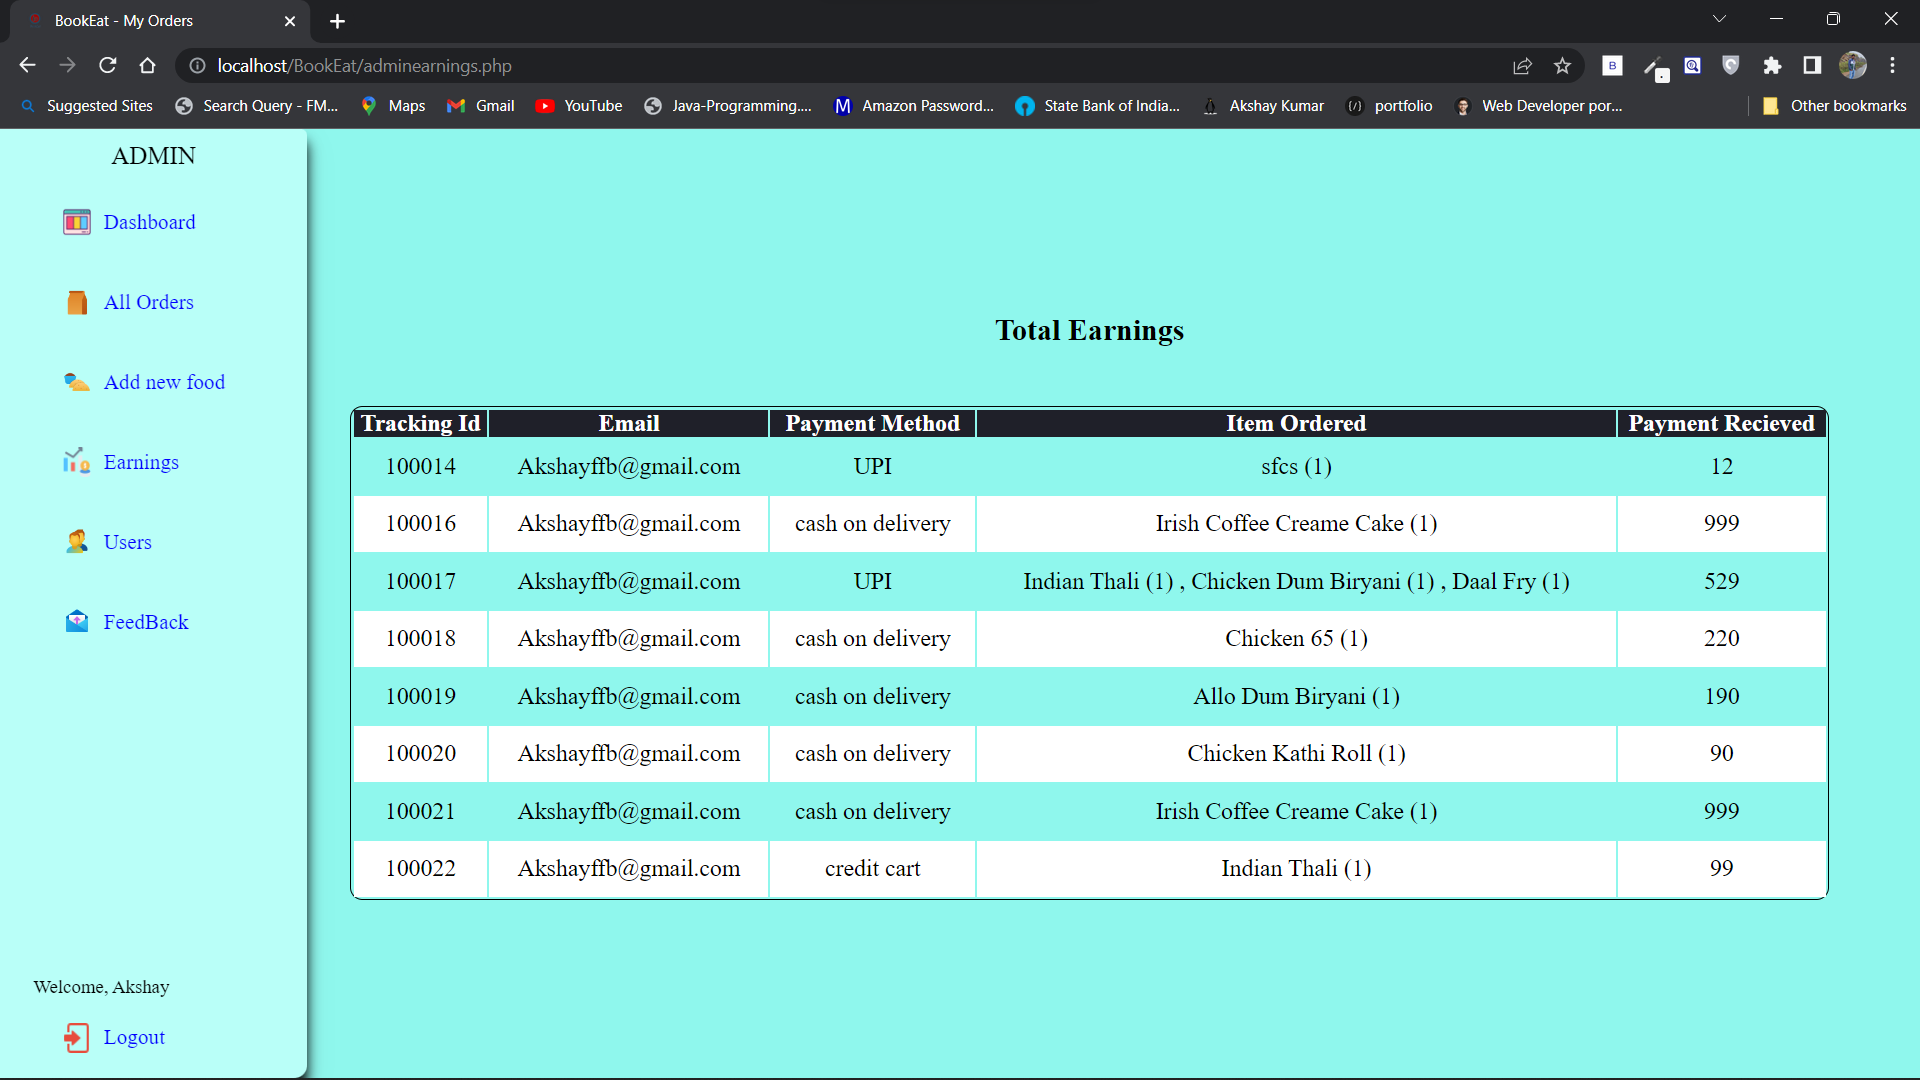 BookEat - My Orders
localhost/BookEat/adminearnings.php
Suggested Sites Search Query - FM... Maps Gmail YouTube Java-Programming.... Amazon Password... State Bank of India... Akshay Kumar portfolio Web Developer por... Other bookmarks
ADMIN
Dashboard
All Orders
Add new food
Earnings
Users
FeedBack
Welcome, Akshay
Logout
Total Earnings
Tracking Id Email Payment Method Item Ordered Payment Recieved
100014 Akshayffb@gmail.com UPI sfcs (1) 12
100016 Akshayffb@gmail.com cash on delivery Irish Coffee Creame Cake (1) 999
100017 Akshayffb@gmail.com UPI Indian Thali (1) , Chicken Dum Biryani (1) , Daal Fry (1) 529
100018 Akshayffb@gmail.com cash on delivery Chicken 65 (1) 220
100019 Akshayffb@gmail.com cash on delivery Allo Dum Biryani (1) 190
100020 Akshayffb@gmail.com cash on delivery Chicken Kathi Roll (1) 90
100021 Akshayffb@gmail.com cash on delivery Irish Coffee Creame Cake (1) 999
100022 Akshayffb@gmail.com credit cart Indian Thali (1) 99